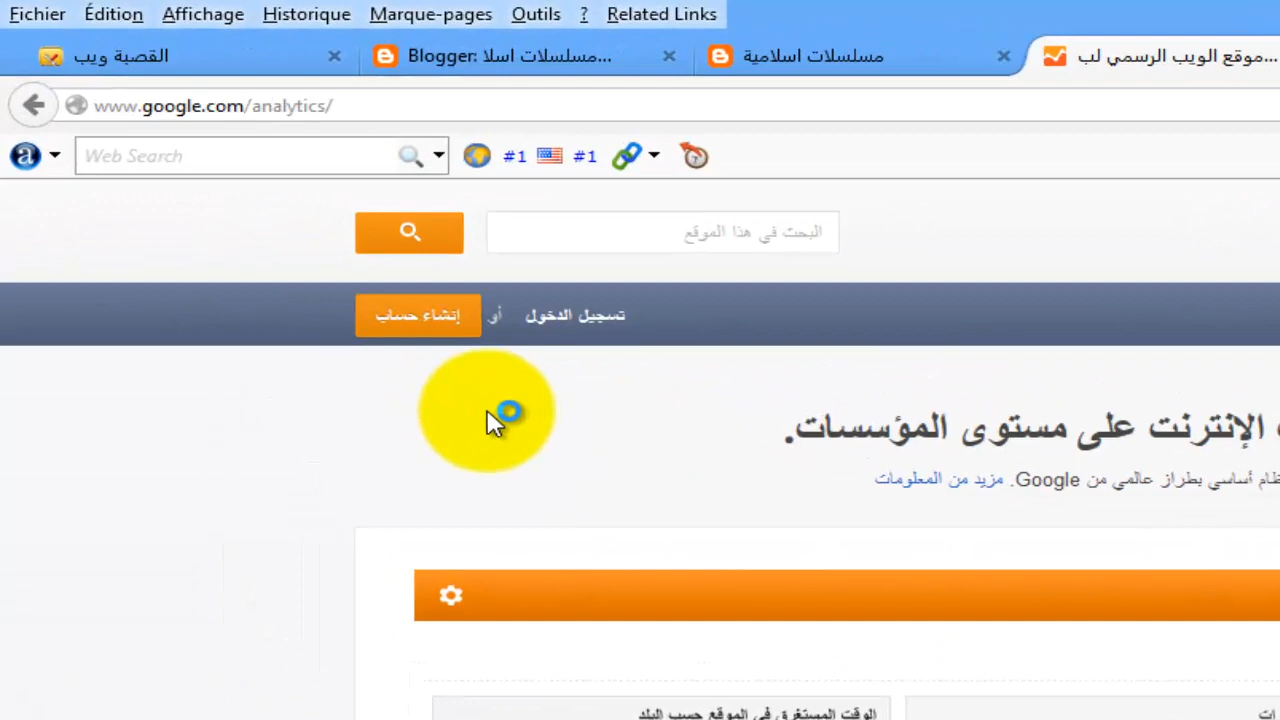 Fichier Édition Affichage Historique Marque-pages Outils ? Related Links
القصبة ويب
Blogger: مسلسلات اسلا...
مسلسلات اسلامية
موقع الويب الرسمي لب...
www.google.com/analytics/
a Web Search #1 #1
البحث في هذا الموقع
تسجيل الدخول أو إنشاء حساب
الإنترنت على مستوى المؤسسات.
أساسي بطراز عالمي من Google. مزيد من المعلومات
الوقت المستغرق في الموقع حسب البلد